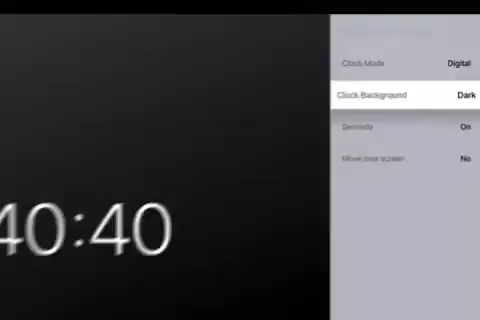 Clock Mode Digital
Clock Background Dark
Seconds On
Move over screen No
40:40